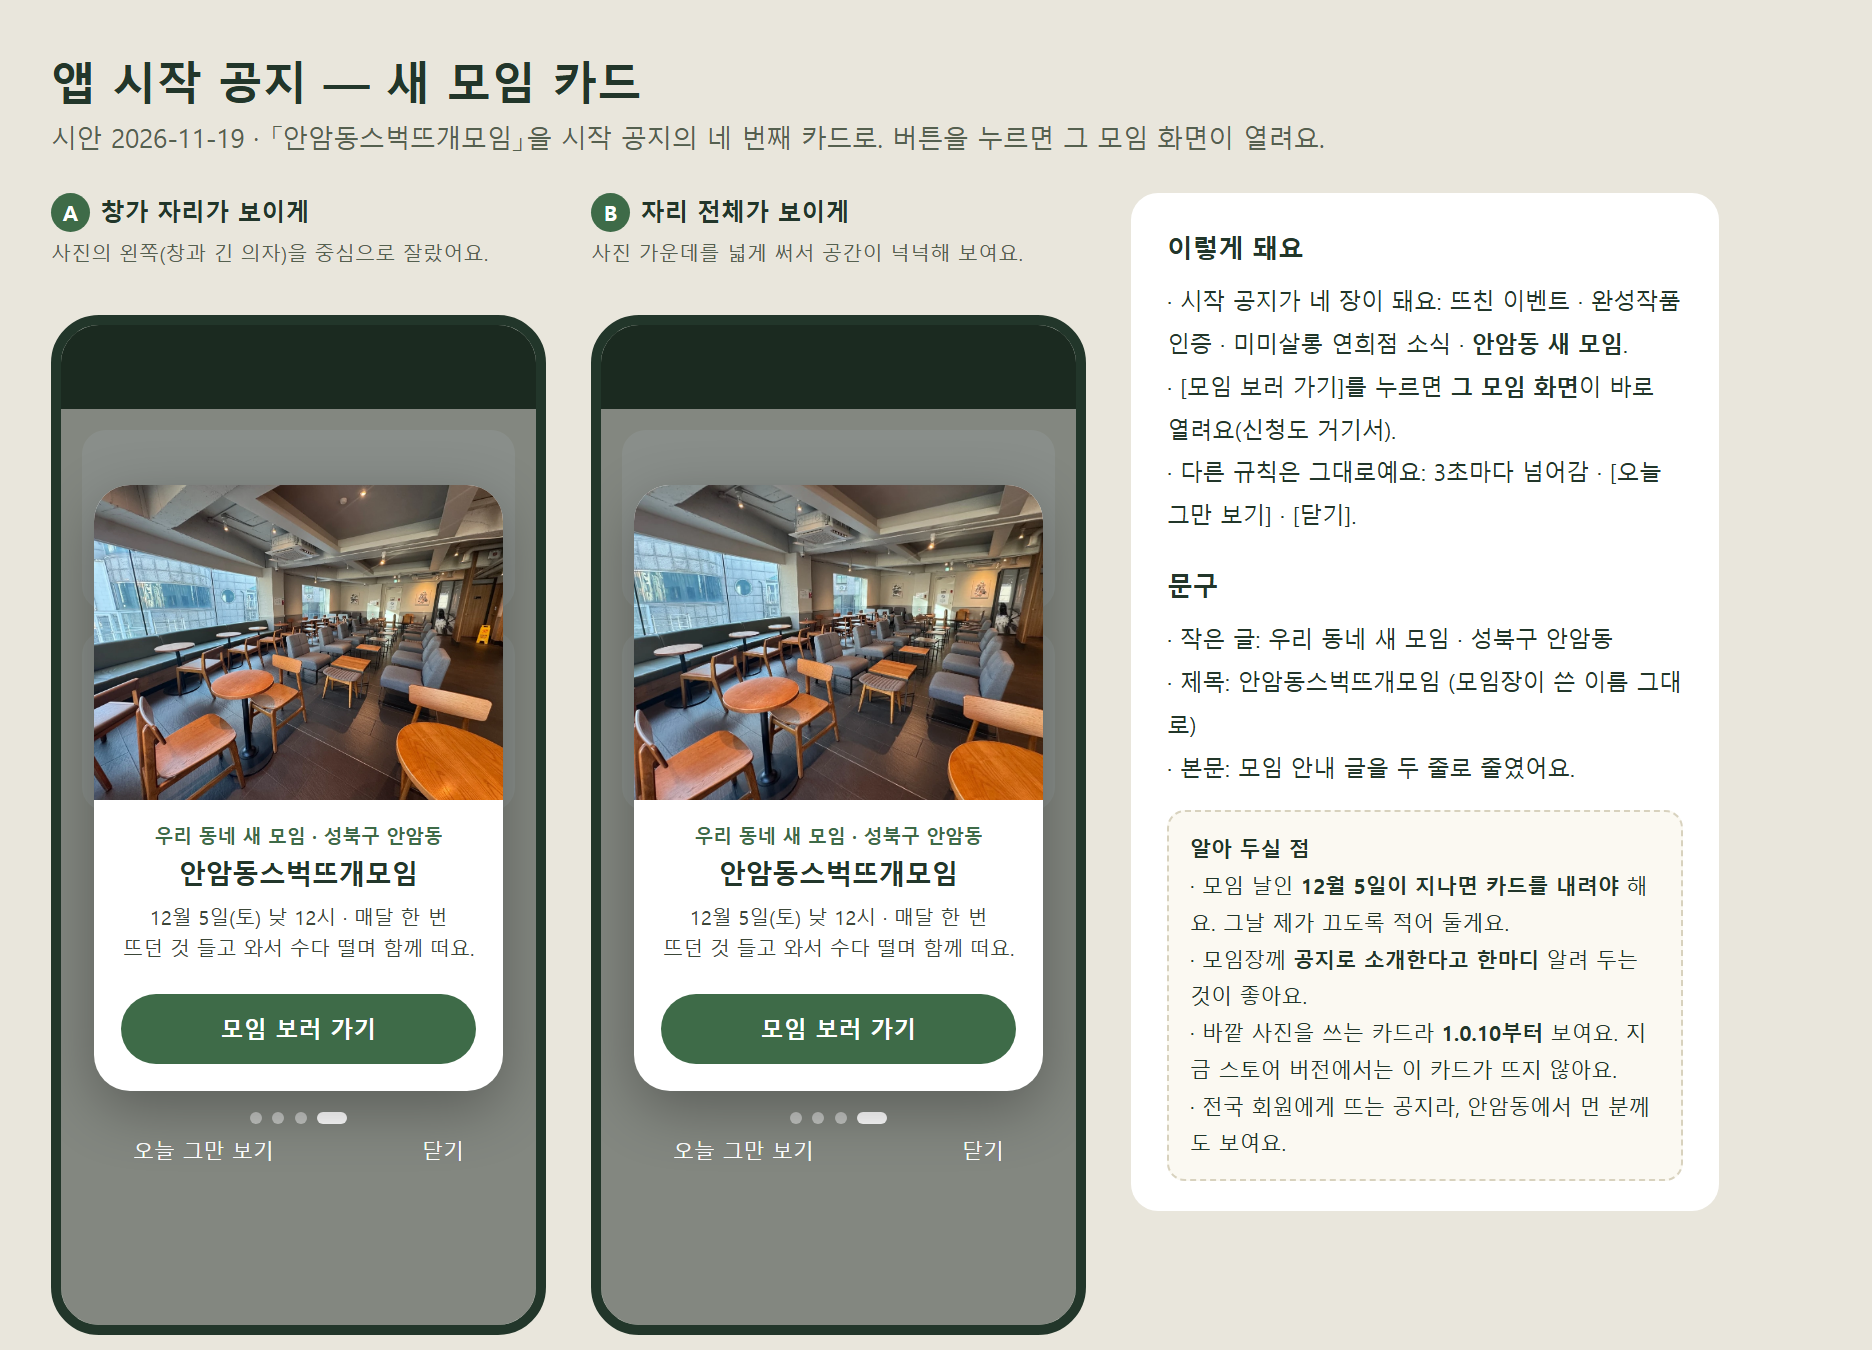 앱 시작 공지 — 새 모임 카드
시안 2026-11-19 · 「안암동스벅뜨개모임」을 시작 공지의 네 번째 카드로. 버튼을 누르면 그 모임 화면이 열려요.
A 창가 자리가 보이게
사진의 왼쪽(창과 긴 의자)을 중심으로 잘랐어요.
우리 동네 새 모임 · 성북구 안암동
안암동스벅뜨개모임
12월 5일(토) 낮 12시 · 매달 한 번
뜨던 것 들고 와서 수다 떨며 함께 떠요.
모임 보러 가기
오늘 그만 보기
닫기
B 자리 전체가 보이게
사진 가운데를 넓게 써서 공간이 넉넉해 보여요.
우리 동네 새 모임 · 성북구 안암동
안암동스벅뜨개모임
12월 5일(토) 낮 12시 · 매달 한 번
뜨던 것 들고 와서 수다 떨며 함께 떠요.
모임 보러 가기
오늘 그만 보기
닫기
이렇게 돼요
· 시작 공지가 네 장이 돼요: 뜨친 이벤트 · 완성작품
인증 · 미미살롱 연희점 소식 · 안암동 새 모임.
· [모임 보러 가기]를 누르면 그 모임 화면이 바로
열려요(신청도 거기서).
· 다른 규칙은 그대로예요: 3초마다 넘어감 · [오늘
그만 보기] · [닫기].
문구
· 작은 글: 우리 동네 새 모임 · 성북구 안암동
· 제목: 안암동스벅뜨개모임 (모임장이 쓴 이름 그대
로)
· 본문: 모임 안내 글을 두 줄로 줄였어요.
알아 두실 점
· 모임 날인 12월 5일이 지나면 카드를 내려야 해
요. 그날 제가 끄도록 적어 둘게요.
· 모임장께 공지로 소개한다고 한마디 알려 두는
것이 좋아요.
· 바깥 사진을 쓰는 카드라 1.0.10부터 보여요. 지
금 스토어 버전에서는 이 카드가 뜨지 않아요.
· 전국 회원에게 뜨는 공지라, 안암동에서 먼 분께
도 보여요.